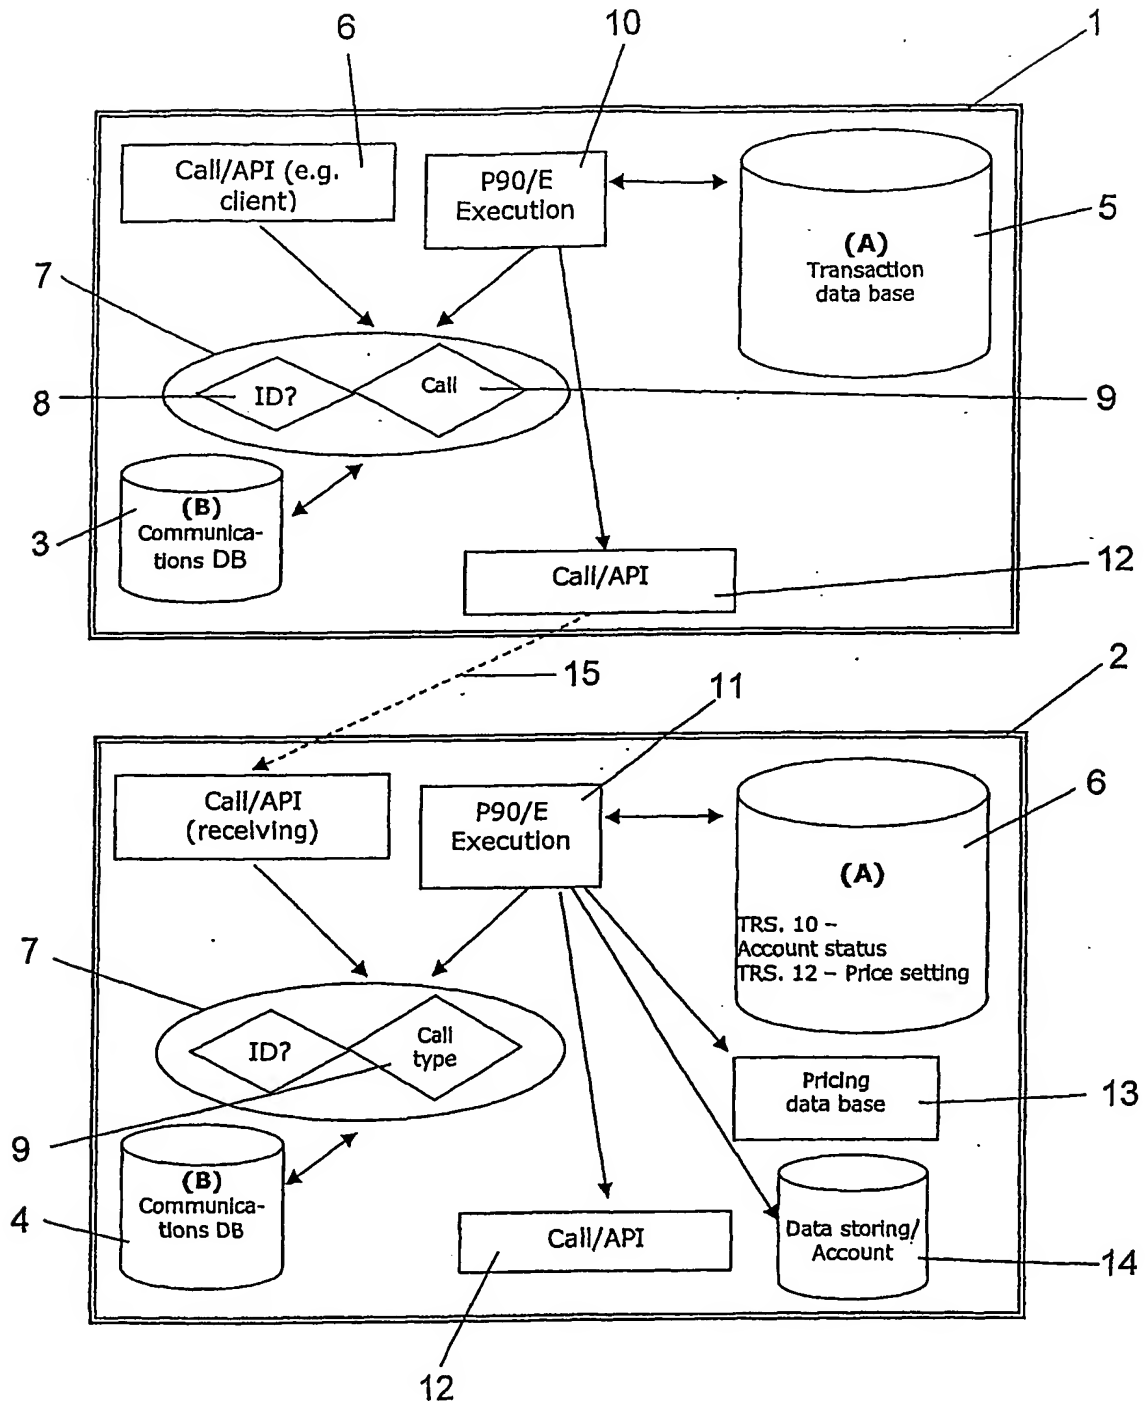 6
10
1
Call/API (e.g.
client)
P90/E
Execution
(A)
Transaction
data base
5
7
ID?
Call
8
9
(B)
Communica-
tions DB
3
Call/API
12
15
2
11
Call/API
(receiving)
P90/E
Execution
6
(A)
TRS. 10 –
Account status
TRS. 12 – Price setting
7
ID?
Call
type
Pricing
data base
13
9
(B)
Communica-
tions DB
4
Call/API
Data storing/
Account
14
12